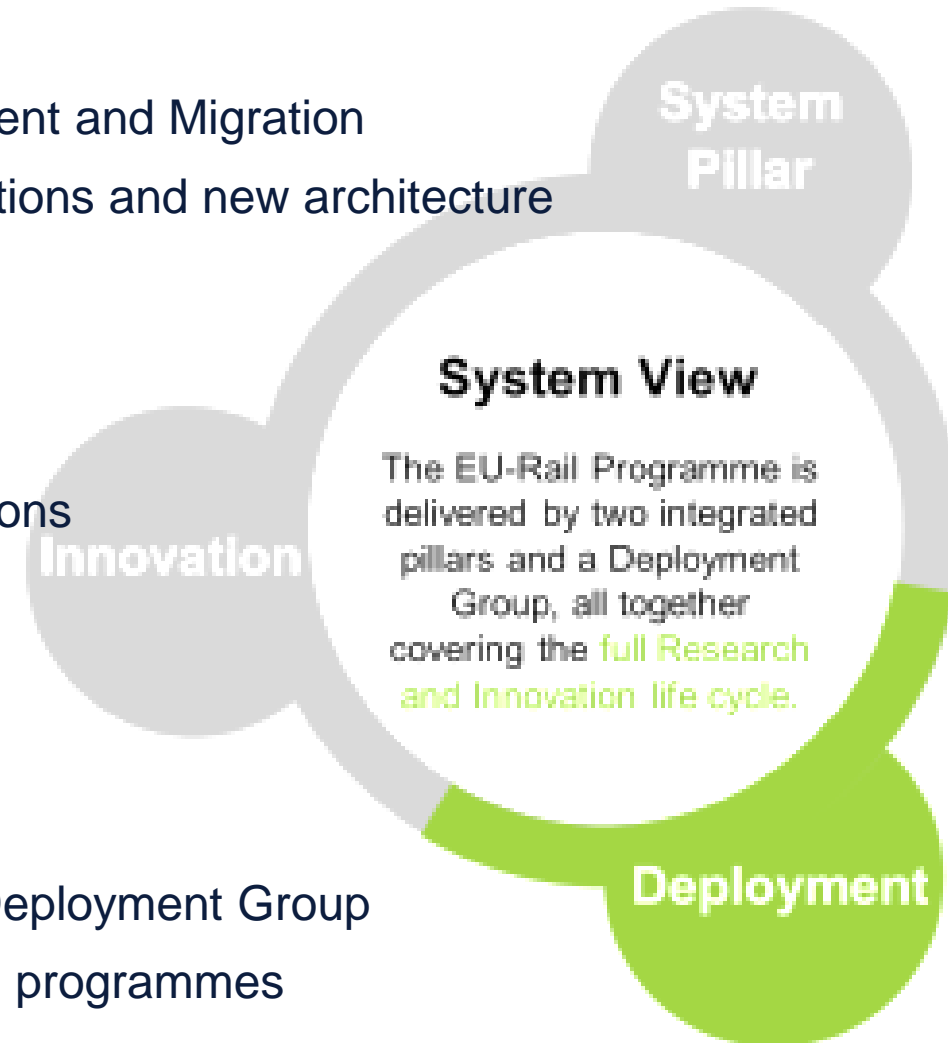 System
Pillar
ent and Migration
tions and new architecture
System View
The EU-Rail Programme is
delivered by two integrated
pillars and a Deployment
Group, all together
covering the full Research
and Innovation life cycle.
ons
Innovation
Deployment
eployment Group
programmes